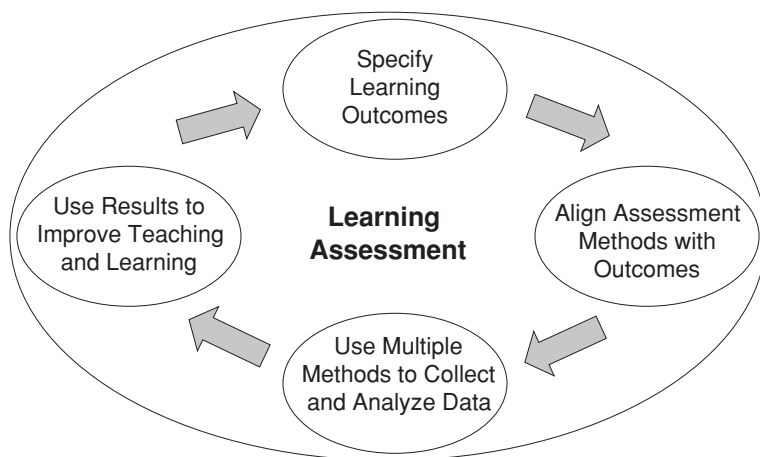 Specify
Learning
Outcomes
Align Assessment
Methods with
Outcomes
Use Multiple
Methods to Collect
and Analyze Data
Use Results to
Improve Teaching
and Learning
Learning
Assessment